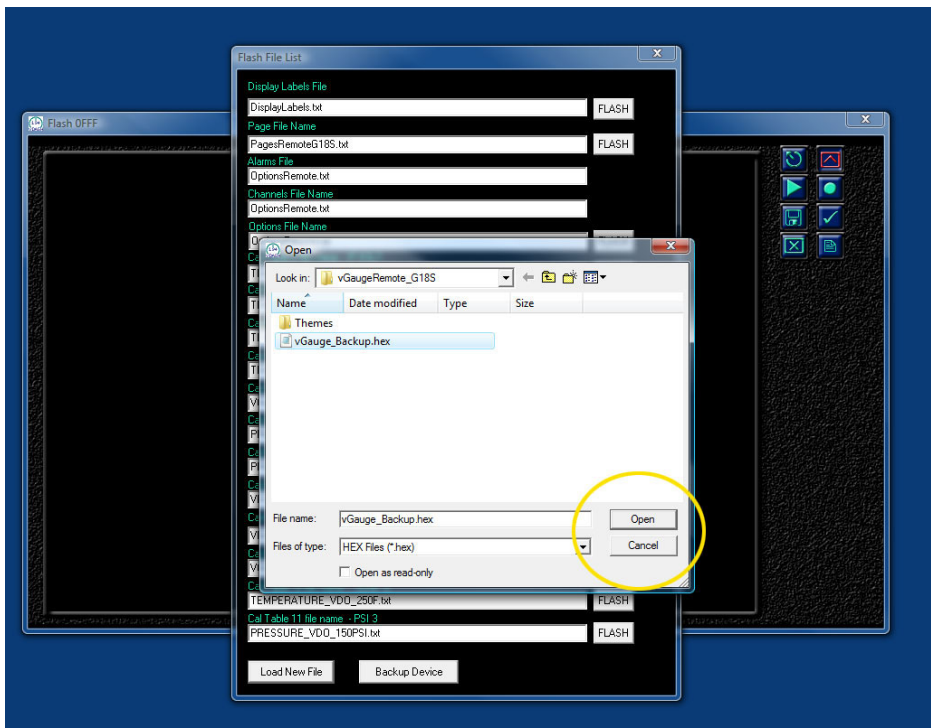 Flash File List
X
Display Labels File
DisplayLabels.txt
FLASH
Flash 0FFF
X
Page File Name
PagesRemoteG18S.txt
FLASH
Alarms File
OptionsRemote.txt
Channels File Name
OptionsRemote.txt
Options File Name
Open
X
Look in:
vGaugeRemote_G18S
Name
Date modified
Type
Size
Themes
vGauge_Backup.hex
File name:
vGauge_Backup.hex
Open
Files of type:
HEX Files (*.hex)
Cancel
Open as read-only
TEMPERATURE_VDO_250F.txt
FLASH
Cal Table 11 file name - PSI 3
PRESSURE_VDO_150PSI.txt
FLASH
Load New File
Backup Device